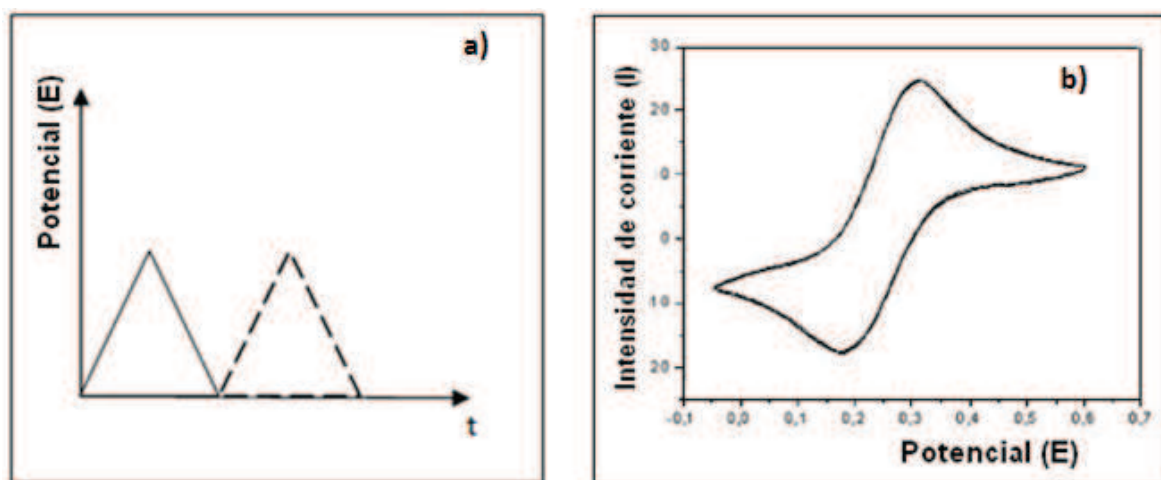 a)
Potencial (E)
t
b)
Intensidad de corriente (I)
30
20
10
0
10
20
-0,1 0,0 0,1 0,2 0,3 0,4 0,5 0,6 0,7
Potencial (E)